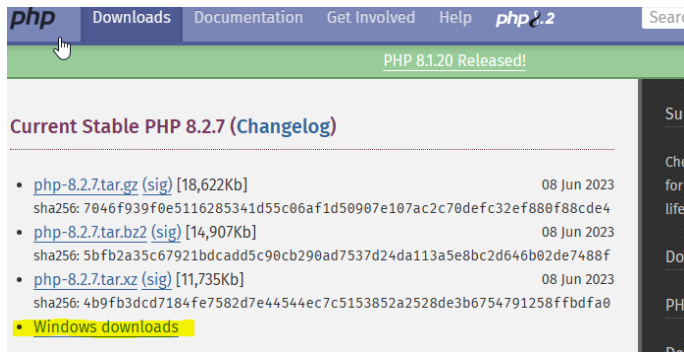 php Downloads Documentation Get Involved Help php8.2
PHP 8.1.20 Released!
Current Stable PHP 8.2.7 (Changelog)
• php-8.2.7.tar.gz (sig) [18,622Kb] 08 Jun 2023
sha256: 7046f939f0e5116285341d55c06af1d50907e107ac2c70defc32ef880f88cde4
• php-8.2.7.tar.bz2 (sig) [14,907Kb] 08 Jun 2023
sha256: 5bfb2a35c67921bdcadd5c90cb290ad7537d24da113a5e8bc2d646b02de7488f
• php-8.2.7.tar.xz (sig) [11,735Kb] 08 Jun 2023
sha256: 4b9fb3dcd7184fe7582d7e44544ec7c5153852a2528de3b6754791258ffbdfa0
• Windows downloads
for